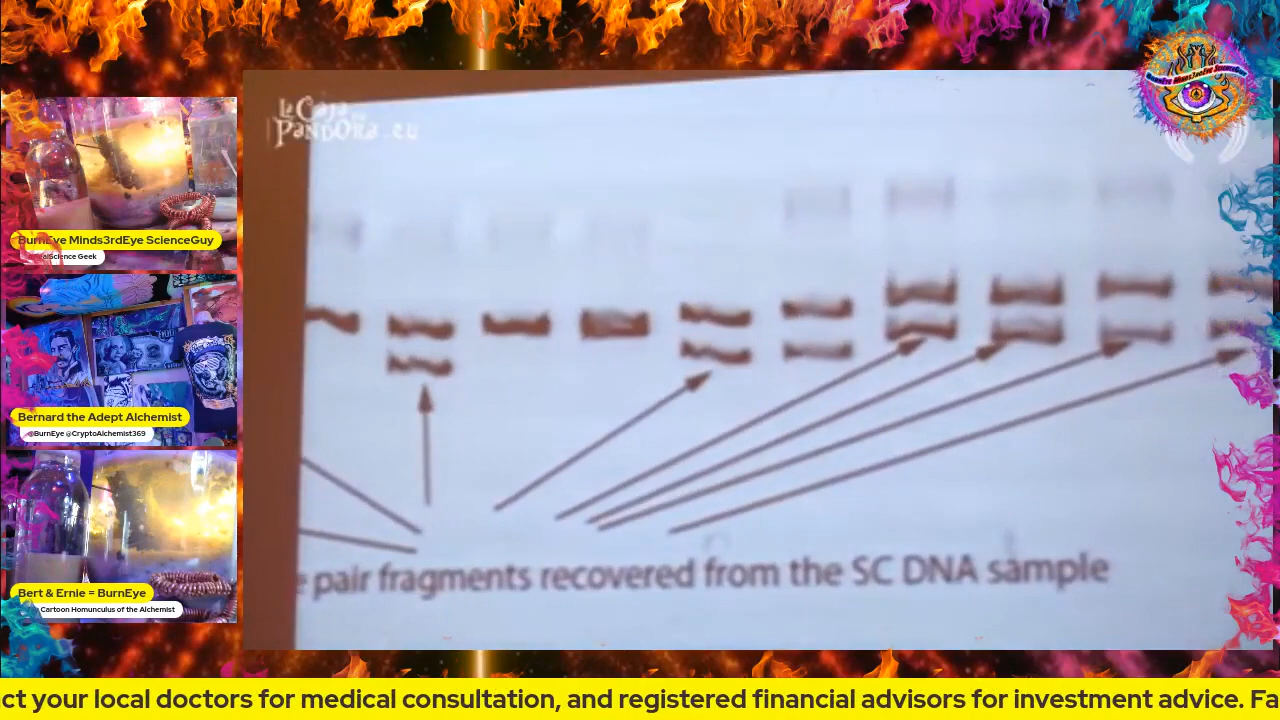 La Caja
DE
PaNDORa .eu
BurnEye Minds3rdEye ScienceGuy
Geek
Bernard the Adept Alchemist
@BurnEye @CryptoAlchemist369
Bert & Ernie = BurnEye
Cartoon Homunculus of the Alchemist
e pair fragments recovered from the SC DNA sample
ct your local doctors for medical consultation, and registered financial advisors for investment advice. Fa